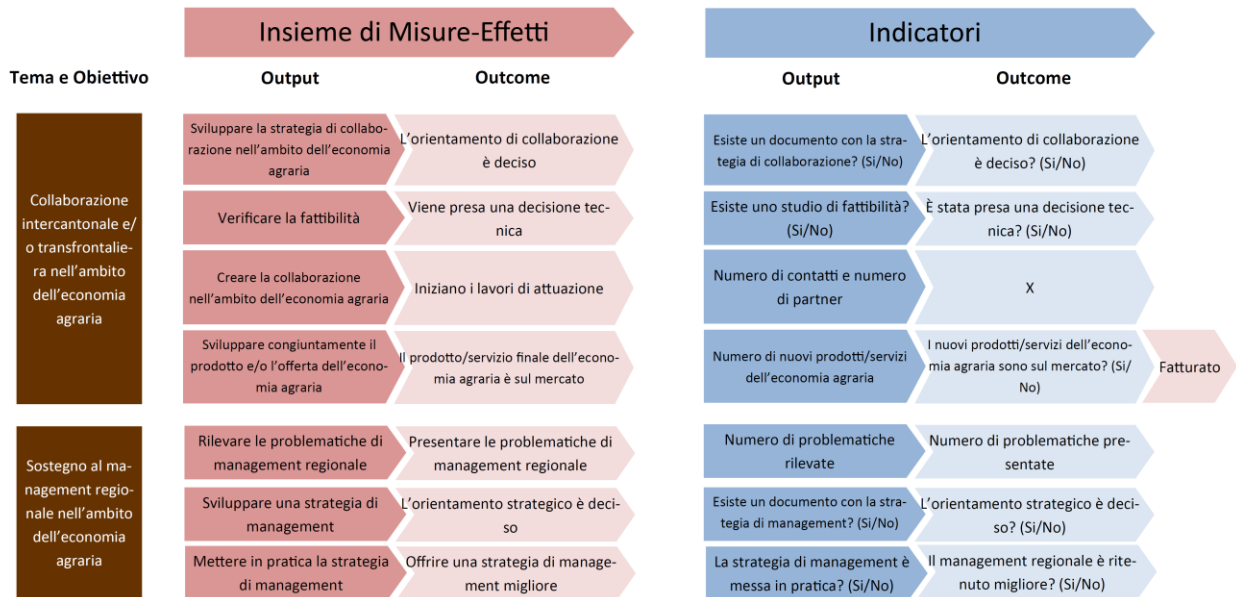 Insieme di Misure-Effetti
Indicatori
Tema e Obiettivo
Output
Outcome
Output
Outcome
Collaborazione
intercantonale e/
o transfrontalie-
ra nell'ambito
dell'economia
agraria
Sviluppare la strategia di collabo-
razione nell'ambito dell'economia
agraria
L'orientamento di collaborazione
è deciso
Esiste un documento con la stra-
tegia di collaborazione? (Si/No)
L'orientamento di collaborazione
è deciso? (Si/No)
Verificare la fattibilità
Viene presa una decisione tec-
nica
Esiste uno studio di fattibilità?
(Si/No)
È stata presa una decisione tec-
nica? (Si/No)
Creare la collaborazione
nell'ambito dell'economia agraria
Iniziano i lavori di attuazione
Numero di contatti e numero
di partner
X
Sviluppare congiuntamente il
prodotto e/o l'offerta dell'econo-
mia agraria
Il prodotto/servizio finale dell'econo-
mia agraria è sul mercato
Numero di nuovi prodotti/servizi
dell'economia agraria
I nuovi prodotti/servizi dell'econo-
mia agraria sono sul mercato? (Si/
No)
Fatturato
Sostegno al ma-
nagement regio-
nale nell'ambito
dell'economia
agraria
Rilevare le problematiche di
management regionale
Presentare le problematiche di
management regionale
Numero di problematiche
rilevate
Numero di problematiche pre-
sentate
Sviluppare una strategia di
management
L'orientamento strategico è deci-
so
Esiste un documento con la stra-
tegia di management? (Si/No)
L'orientamento strategico è deci-
so? (Si/No)
Mettere in pratica la strategia
di management
Offrire una strategia di manage-
ment migliore
La strategia di management è
messa in pratica? (Si/No)
Il management regionale è rite-
nuto migliore? (Si/No)